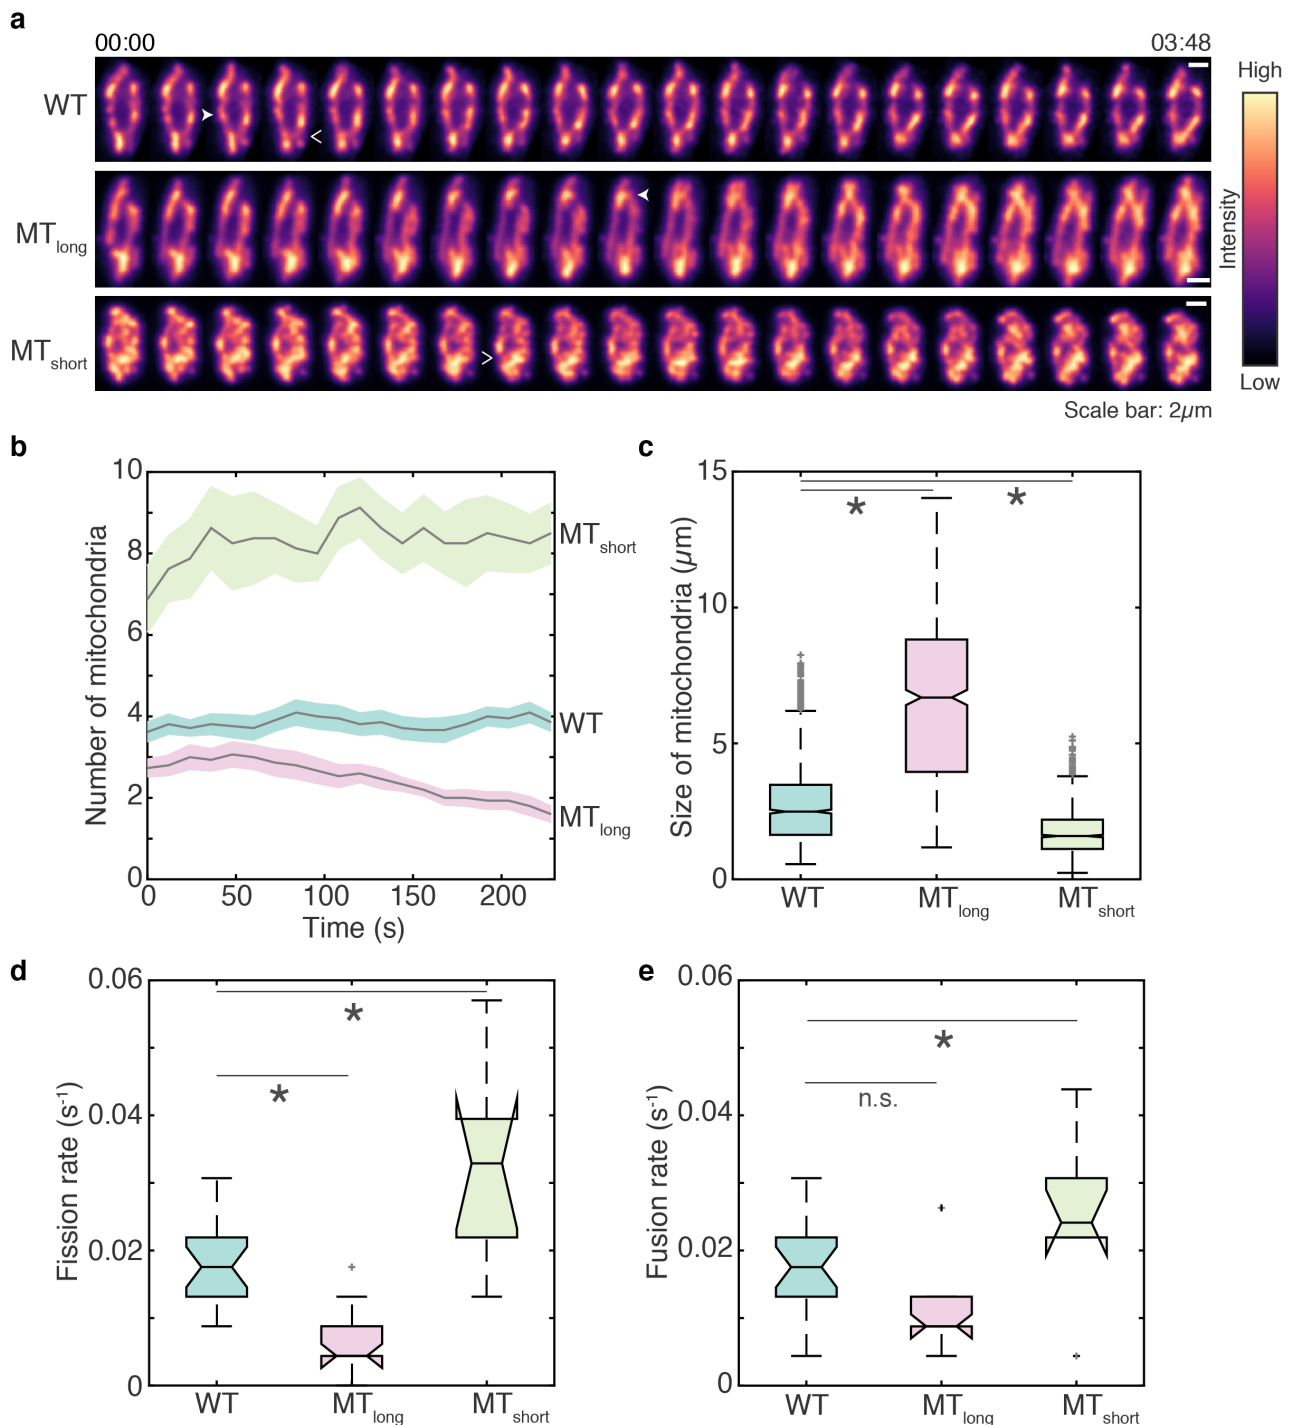 a
00:00 03:48
WT
MTlong
MTshort
High
Intensity
Low
Scale bar: 2µm
b
Number of mitochondria
10
8
6
4
2
0
0 50 100 150 200
Time (s)
MTshort
WT
MTlong
c
Size of mitochondria (µm)
15
10
5
0
*
*
WT MTlong MTshort
d
Fission rate (s-1)
0.06
0.04
0.02
0
*
*
WT MTlong MTshort
e
Fusion rate (s-1)
0.06
0.04
0.02
0
*
n.s.
WT MTlong MTshort